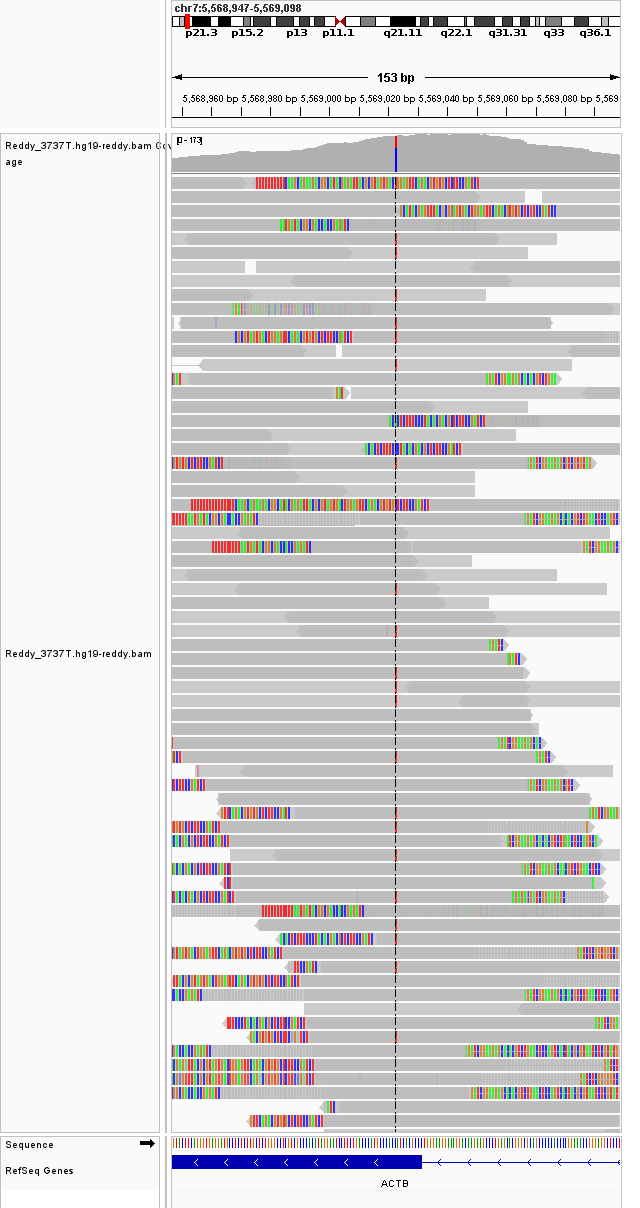 chr7:5,568,947-5,569,098
p21.3 p15.2 p13 p11.1 q21.11 q22.1 q31.31 q33 q36.1
153 bp
5,568,960 bp 5,568,980 bp 5,569,000 bp 5,569,020 bp 5,569,040 bp 5,569,060 bp 5,569,080 bp 5,569
[0 - 173]
Reddy_3737T.hg19-reddy.bam Cov
age
Reddy_3737T.hg19-reddy.bam
Sequence
RefSeq Genes
ACTB